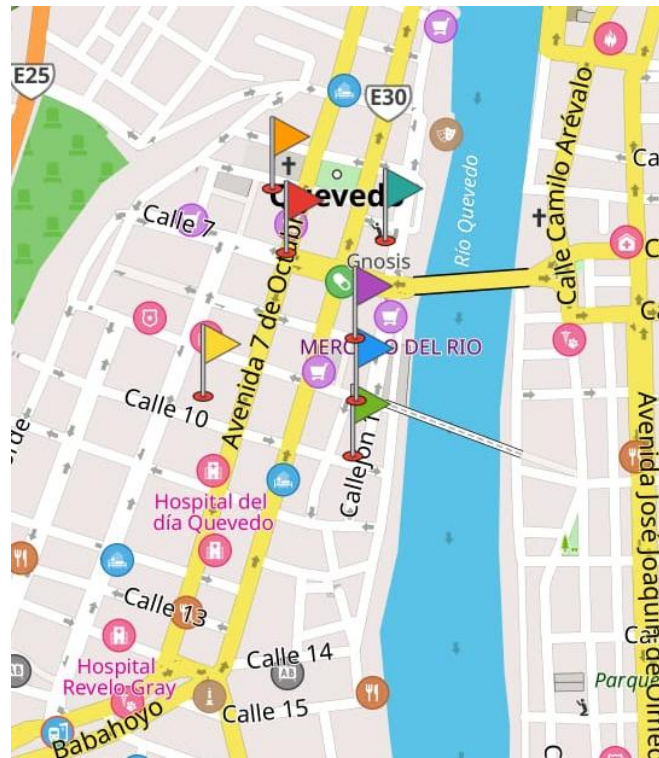 E25
E30
Calle Camilo Arévalo
Ca
Quevedo
Calle 7
Río Quevedo
Gnosis
Avenida 7 de Octubre
MERCADO DEL RIO
Calle 10
Callejón 1
Avenida José Joaquín de Olmedo
Hospital del
día Quevedo
Calle 13
Hospital
Revelo Gray
Calle 14
Calle 15
Parque
Babahoyo